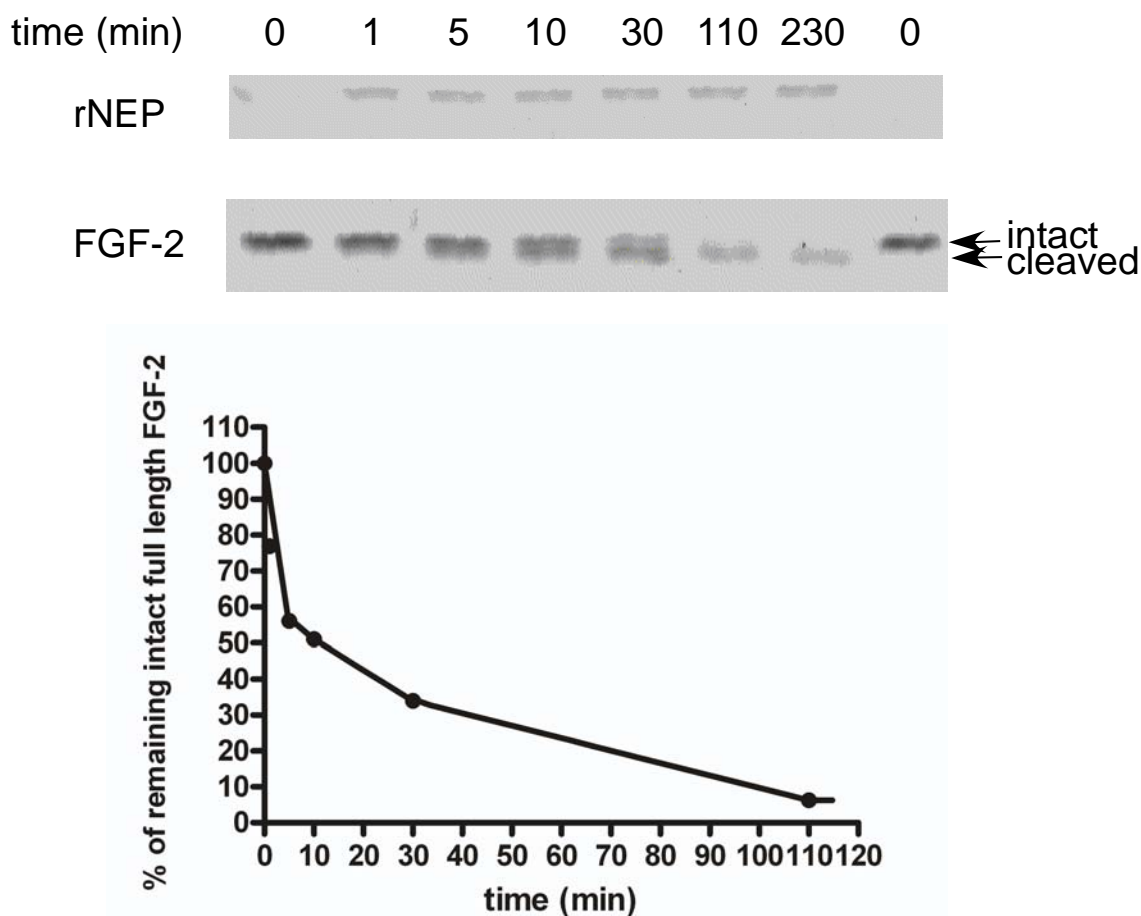 time (min) 0 1 5 10 30 110 230 0
rNEP
FGF-2
intact
cleaved
% of remaining intact full length FGF-2
110
100
90
80
70
60
50
40
30
20
10
0
0 10 20 30 40 50 60 70 80 90 100 110 120
time (min)